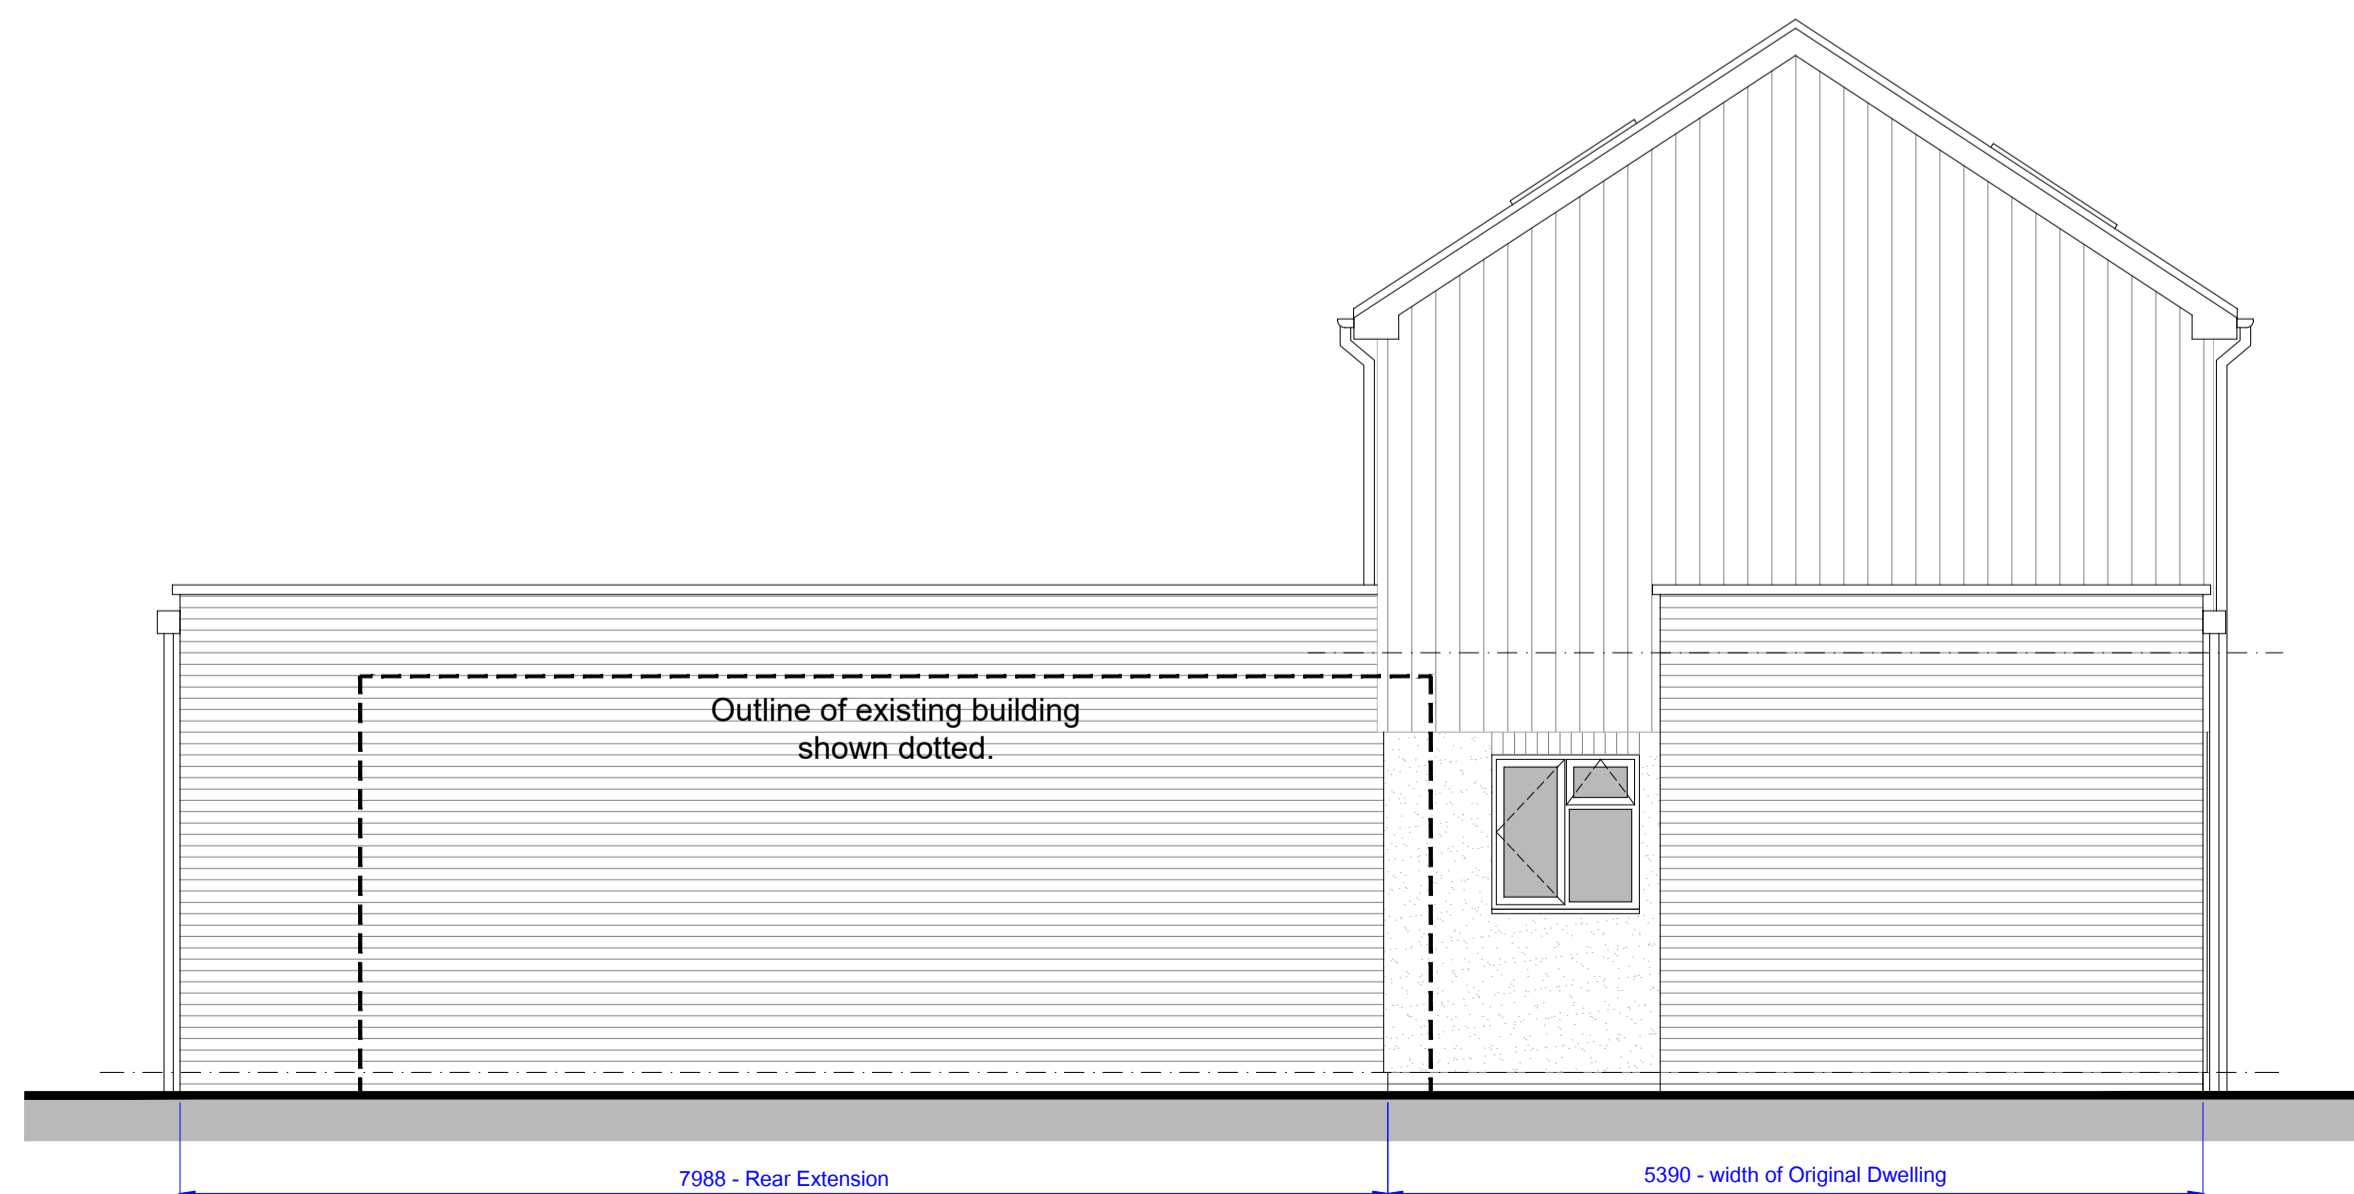 Outline of existing building
shown dotted.
7988 - Rear Extension
5390 - width of Original Dwelling